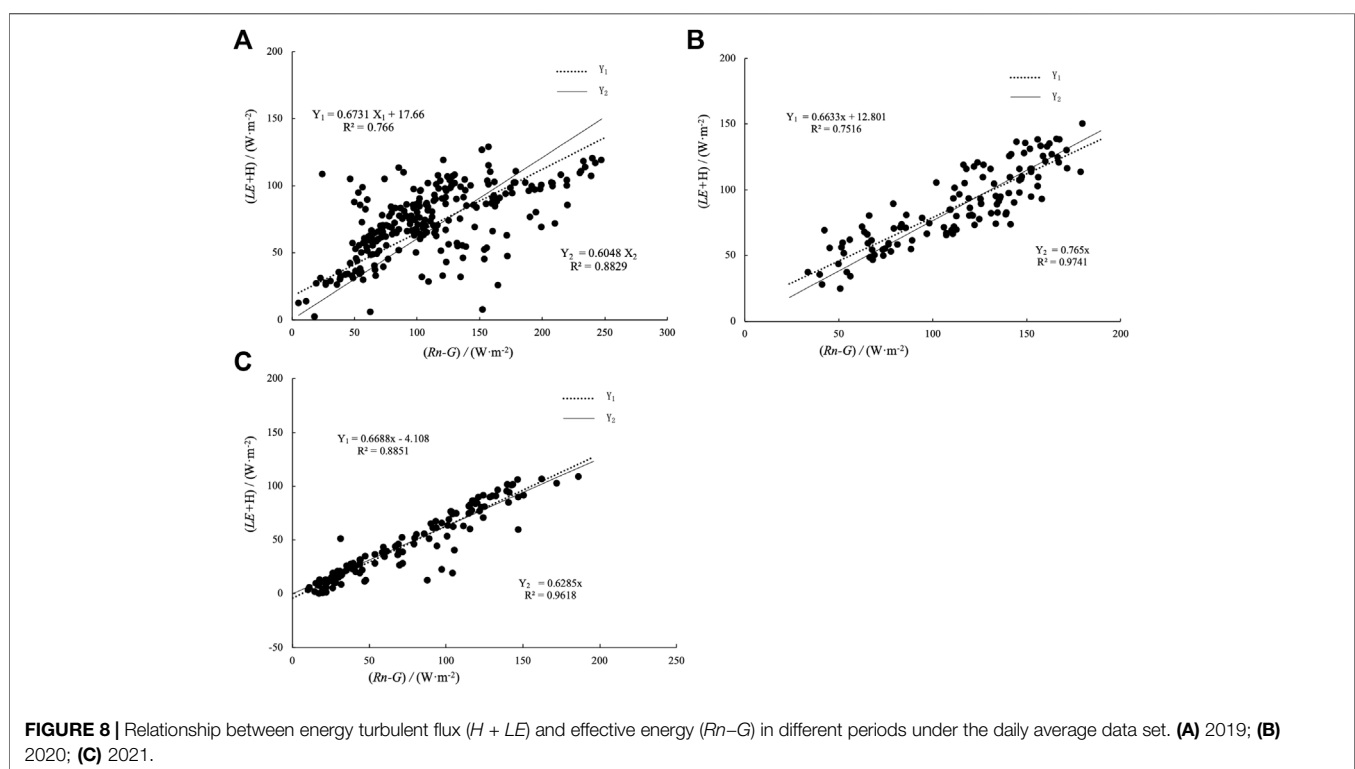 A
200
150
100
50
0
0 50 100 150 200 250 300
(LE+H) / (W·m-2)
(Rn-G) / (W·m-2)
Y1
Y2
Y1 = 0.6731 X1 + 17.66
R² = 0.766
Y2 = 0.6048 X2
R² = 0.8829
B
200
150
100
50
0
0 50 100 150 200
(LE+H) / (W·m-2)
(Rn-G) / (W·m-2)
Y1
Y2
Y1 = 0.6633x + 12.801
R² = 0.7516
Y2 = 0.765x
R² = 0.9741
C
200
150
100
50
0
-50
0 50 100 150 200 250
(LE+H) / (W·m-2)
(Rn-G) / (W·m-2)
Y1
Y2
Y1 = 0.6688x - 4.108
R² = 0.8851
Y2 = 0.6285x
R² = 0.9618
FIGURE 8 | Relationship between energy turbulent flux (H + LE) and effective energy (Rn–G) in different periods under the daily average data set. (A) 2019; (B)
2020; (C) 2021.